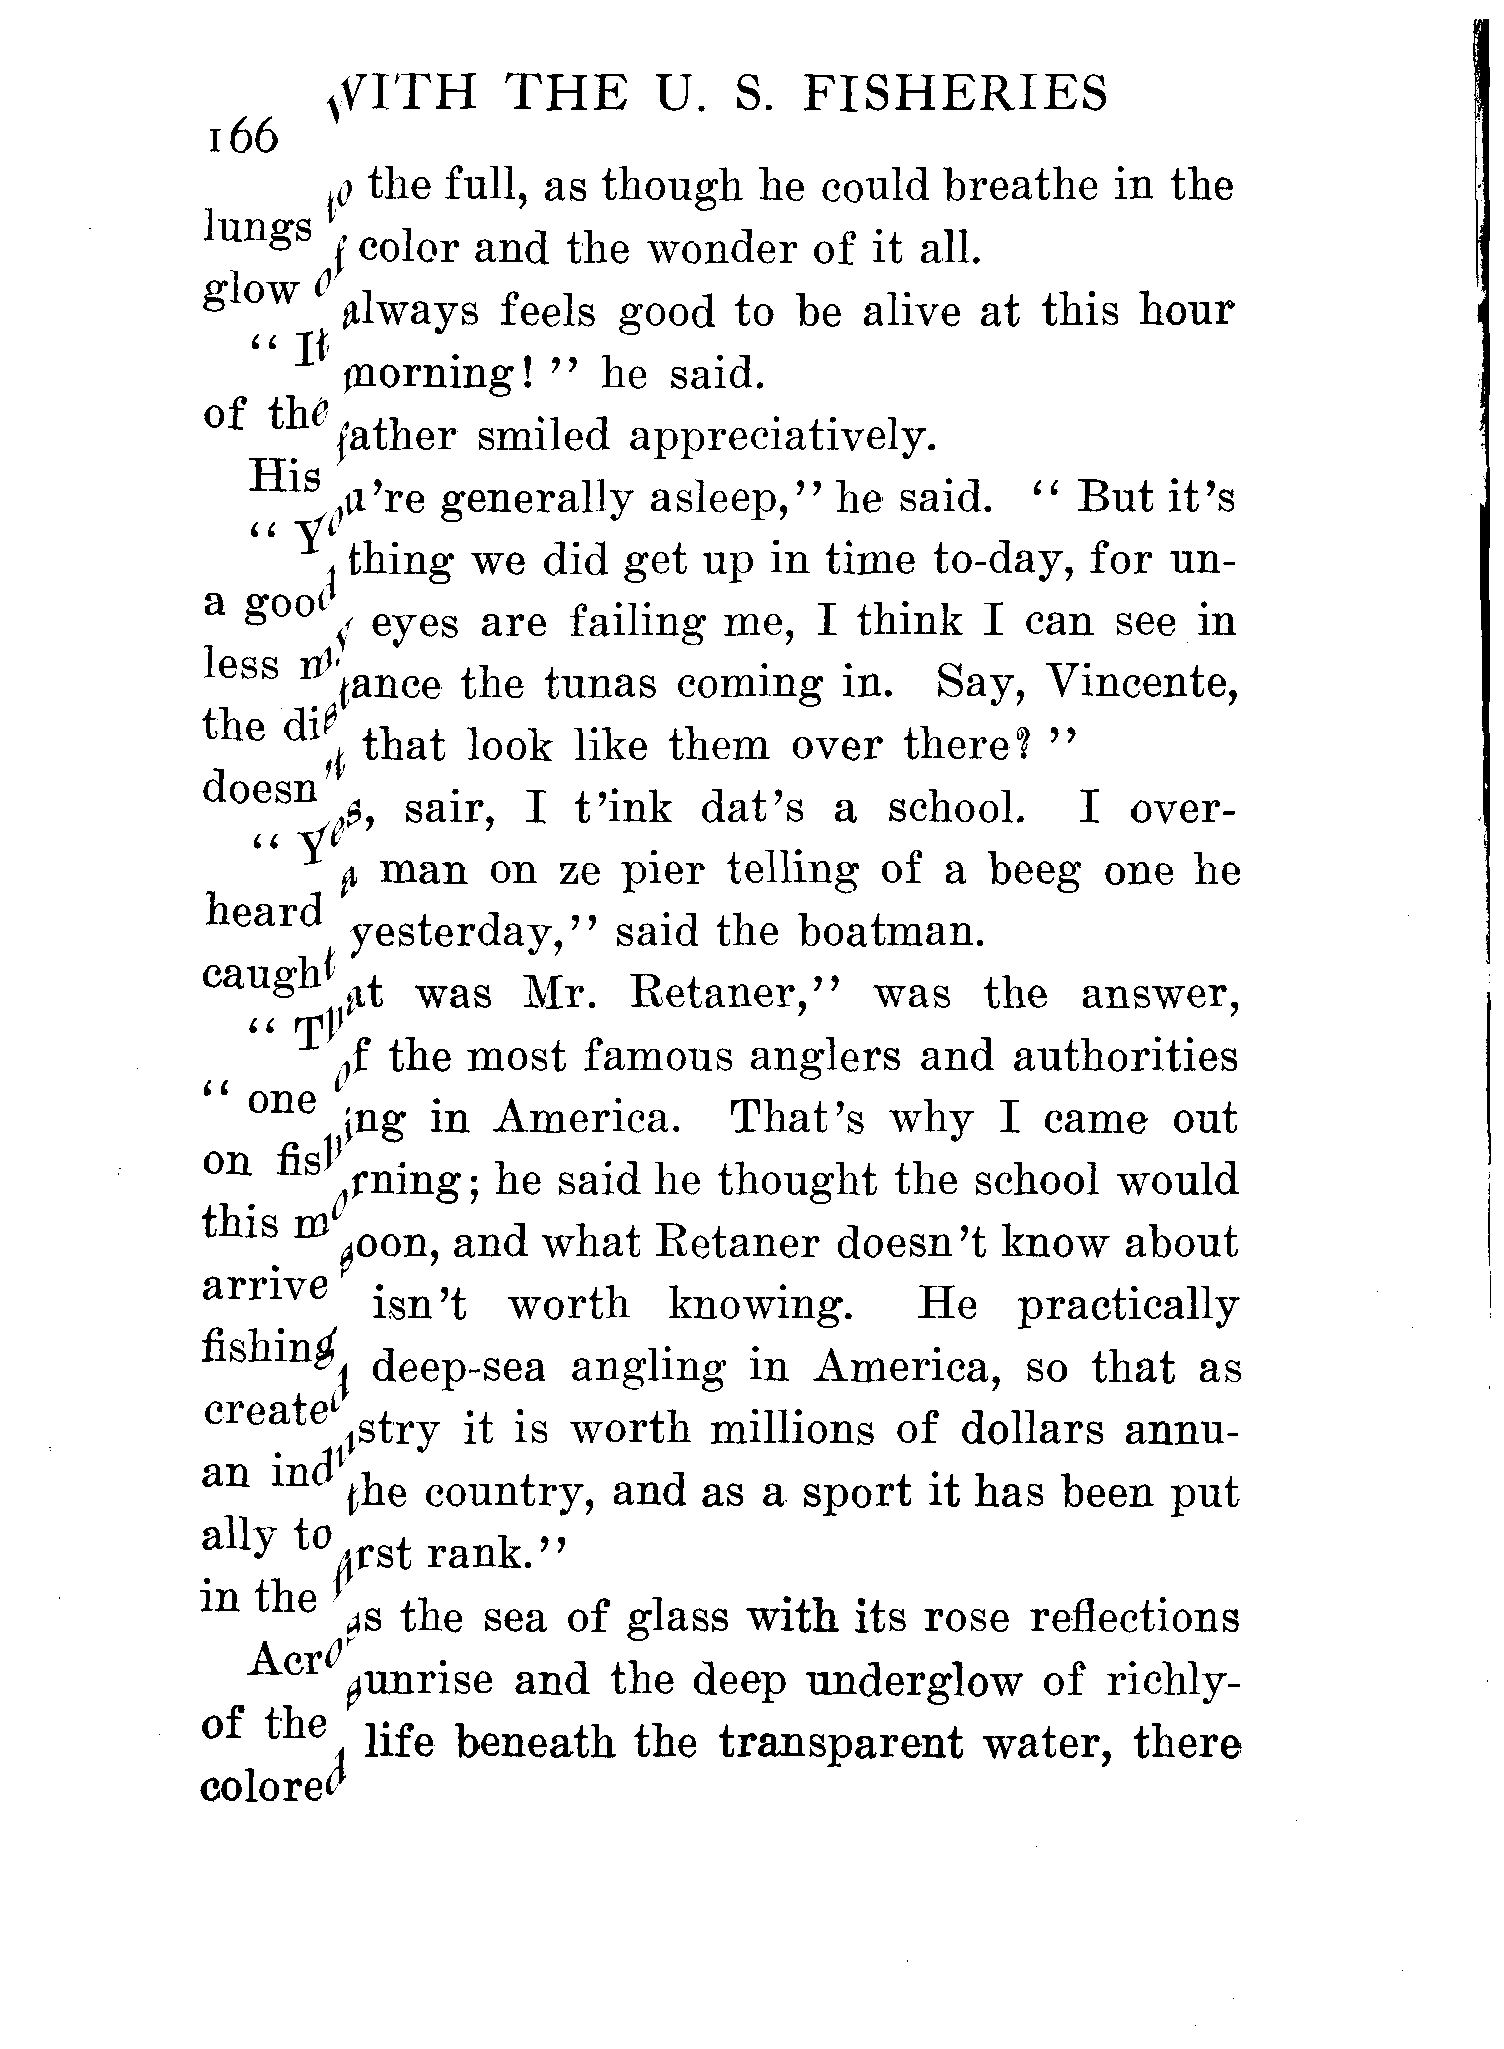 166 WITH THE U. S. FISHERIES
lungs to the full, as though he could breathe in the
glow of color and the wonder of it all.
“ It always feels good to be alive at this hour
of the morning! ” he said.
His father smiled appreciatively.
“ You’re generally asleep,” he said. “ But it’s
a good thing we did get up in time to-day, for un-
less my eyes are failing me, I think I can see in
the distance the tunas coming in. Say, Vincente,
doesn’t that look like them over there? ”
“ Yes, sair, I t’ink dat’s a school. I over-
heard a man on ze pier telling of a beeg one he
caught yesterday,” said the boatman.
“ That was Mr. Retaner,” was the answer,
“ one of the most famous anglers and authorities
on fishing in America. That’s why I came out
this morning; he said he thought the school would
arrive soon, and what Retaner doesn’t know about
fishing isn’t worth knowing. He practically
created deep-sea angling in America, so that as
an industry it is worth millions of dollars annu-
ally to the country, and as a sport it has been put
in the first rank.”
Across the sea of glass with its rose reflections
of the sunrise and the deep underglow of richly-
colored life beneath the transparent water, there